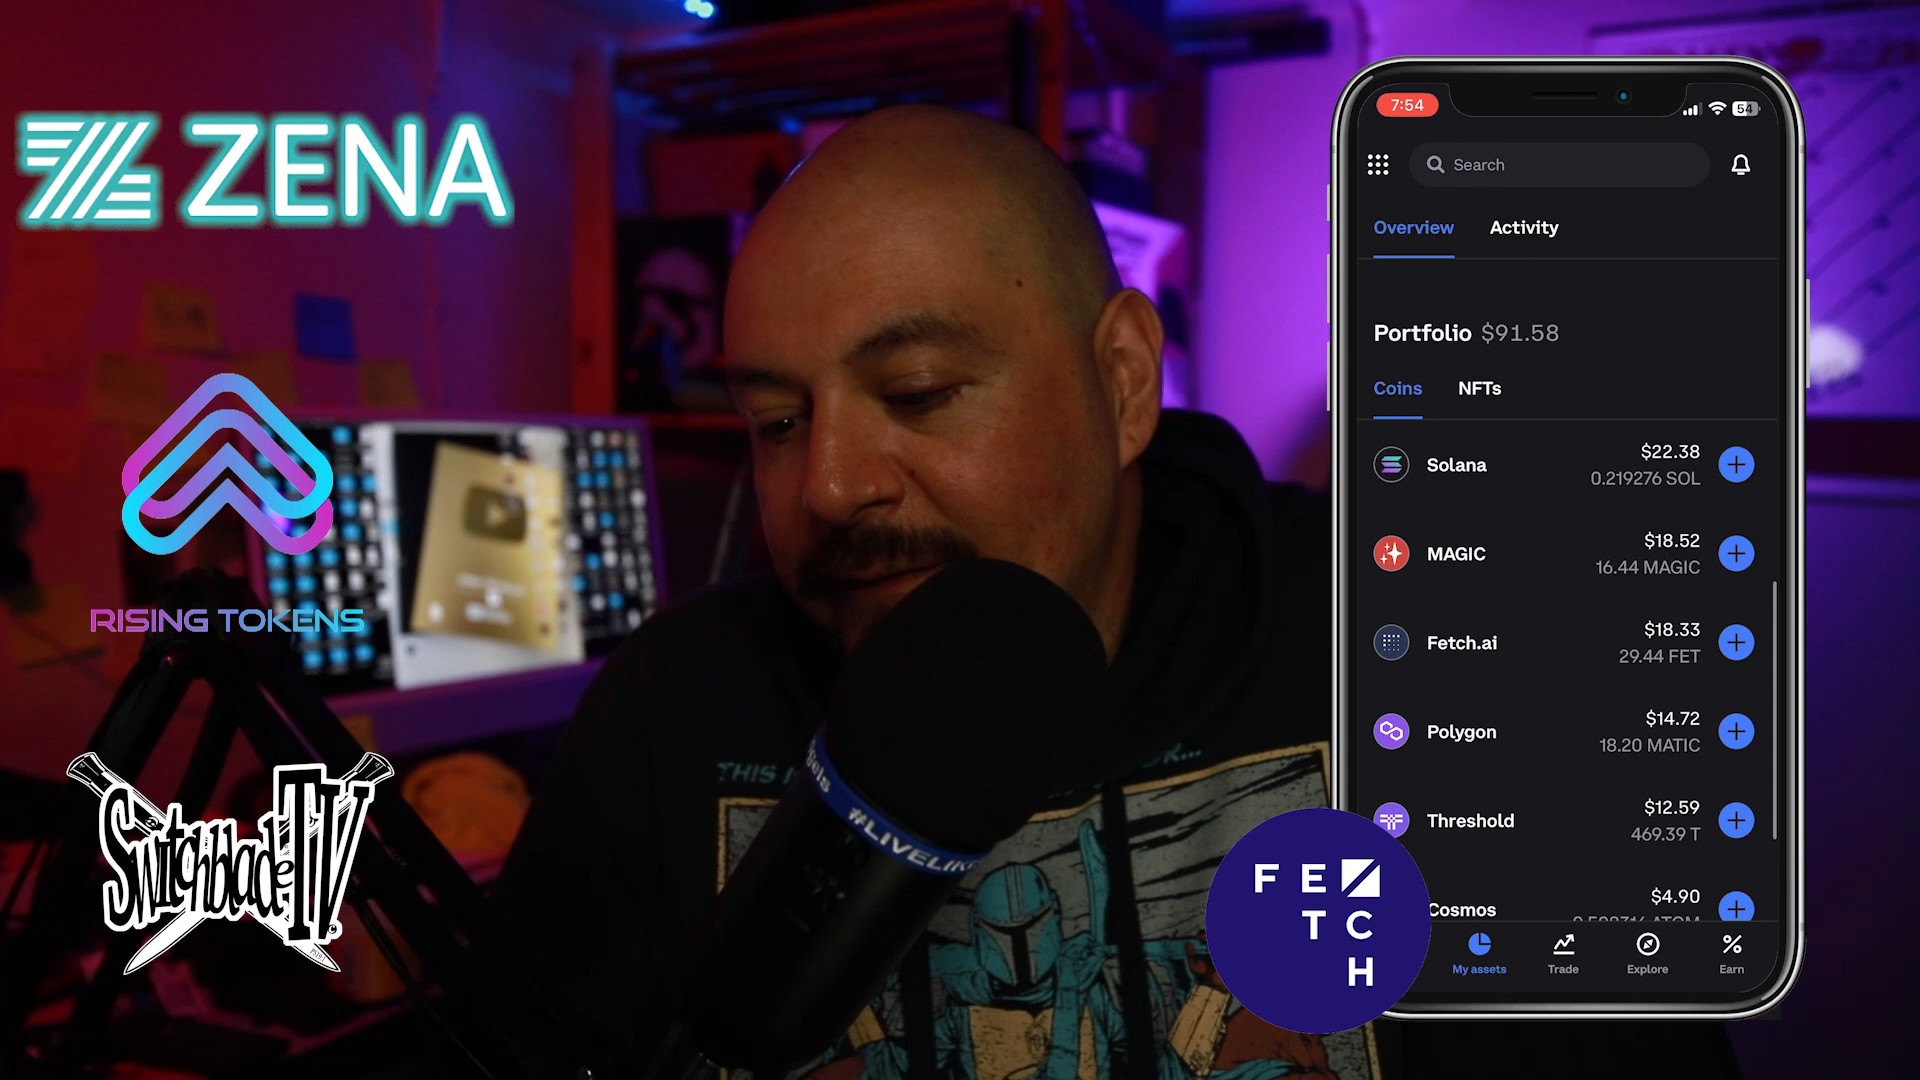 ZENA
RISING TOKENS
SwitchbladeTV
THIS I
#LIVELIK
7:54
54
Search
Overview
Activity
Portfolio $91.58
Coins
NFTs
Solana
$22.38
0.219276 SOL
MAGIC
$18.52
16.44 MAGIC
Fetch.ai
$18.33
29.44 FET
Polygon
$14.72
18.20 MATIC
Threshold
$12.59
469.39 T
Cosmos
$4.90
My assets
Trade
Explore
Earn
FETCH